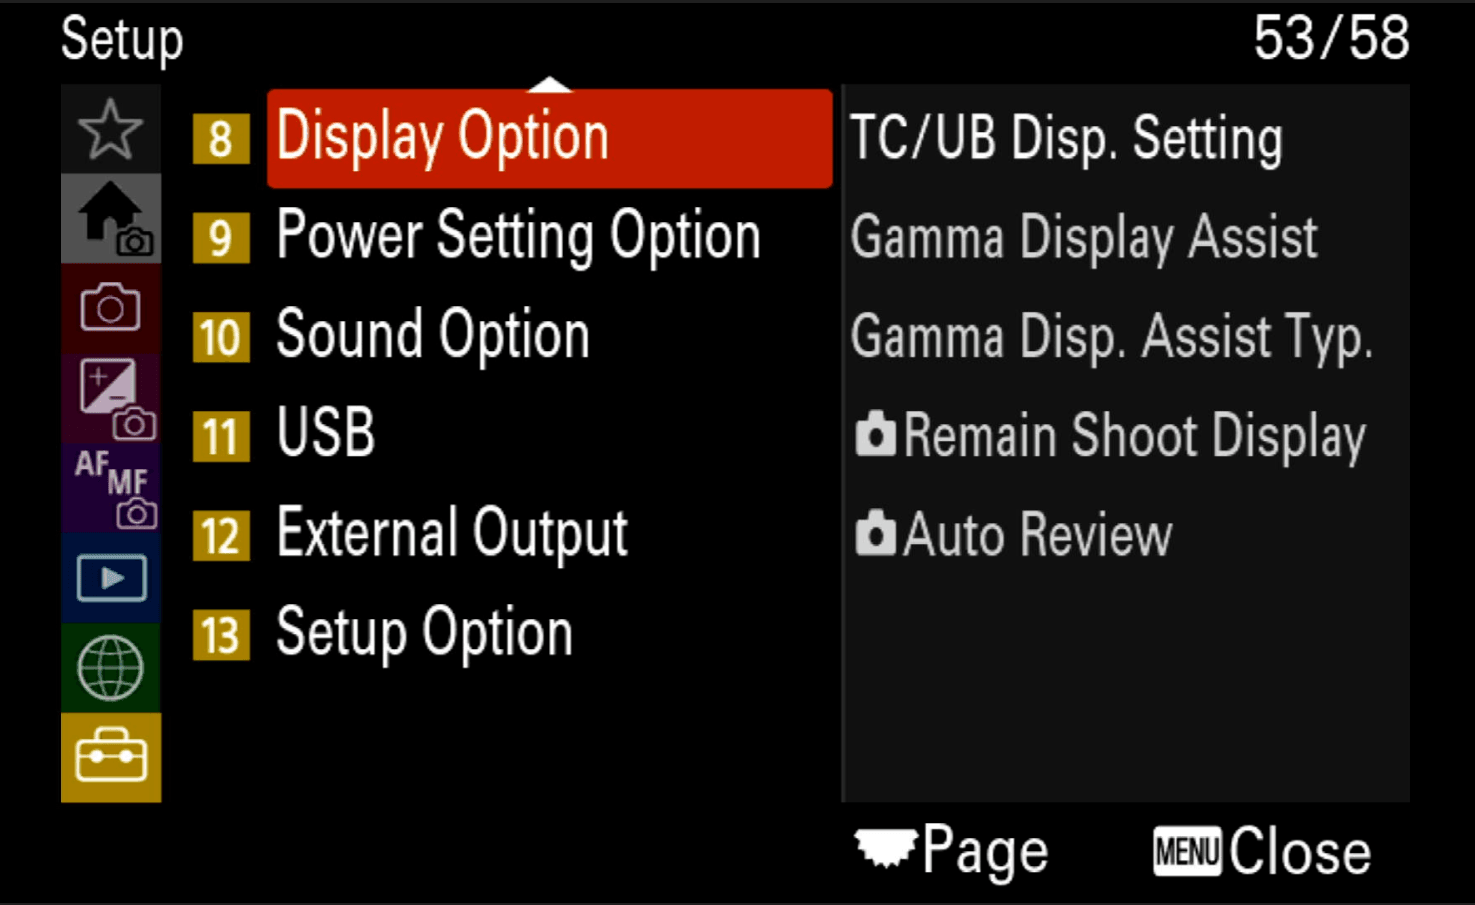 Setup 53/58
8 Display Option
9 Power Setting Option
10 Sound Option
11 USB
12 External Output
13 Setup Option
TC/UB Disp. Setting
Gamma Display Assist
Gamma Disp. Assist Typ.
Remain Shoot Display
Auto Review
AF MF
Page MENU Close